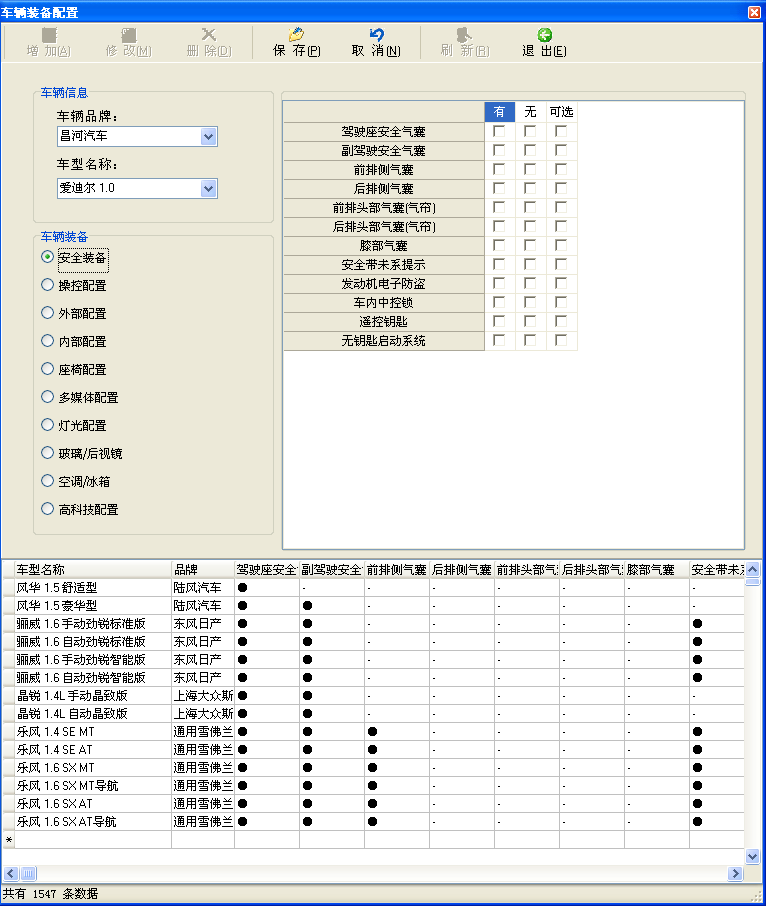 车辆装备配置
增 加(A) 修 改(M) 删 除(D) 保 存(P) 取 消(N) 刷 新(R) 退 出(E)
车辆信息
车辆品牌：
昌河汽车
车型名称：
爱迪尔 1.0
车辆装备
安全装备
操控配置
外部配置
内部配置
座椅配置
多媒体配置
灯光配置
玻璃/后视镜
空调/冰箱
高科技配置
有 无 可选
驾驶座安全气囊
副驾驶安全气囊
前排侧气囊
后排侧气囊
前排头部气囊(气帘)
后排头部气囊(气帘)
膝部气囊
安全带未系提示
发动机电子防盗
车内中控锁
遥控钥匙
无钥匙启动系统
车型名称 品牌 驾驶座安全 副驾驶安全 前排侧气囊 后排侧气囊 前排头部气 后排头部气 膝部气囊 安全带未
风华 1.5 舒适型 陆风汽车 ● - - - - - - -
风华 1.5 豪华型 陆风汽车 ● ● - - - - - -
骊威 1.6 手动劲锐标准版 东风日产 ● ● - - - - - ●
骊威 1.6 自动劲锐标准版 东风日产 ● ● - - - - - ●
骊威 1.6 手动劲锐智能版 东风日产 ● ● - - - - - ●
骊威 1.6 自动劲锐智能版 东风日产 ● ● - - - - - ●
晶锐 1.4L 手动晶致版 上海大众斯 ● ● - - - - - -
晶锐 1.4L 自动晶致版 上海大众斯 ● ● - - - - - -
乐风 1.4 SE MT 通用雪佛兰 ● ● ● - - - - ●
乐风 1.4 SE AT 通用雪佛兰 ● ● ● - - - - ●
乐风 1.6 SX MT 通用雪佛兰 ● ● ● - - - - ●
乐风 1.6 SX MT导航 通用雪佛兰 ● ● ● - - - - ●
乐风 1.6 SX AT 通用雪佛兰 ● ● ● - - - - ●
乐风 1.6 SX AT导航 通用雪佛兰 ● ● ● - - - - ●
*
共有 1547 条数据